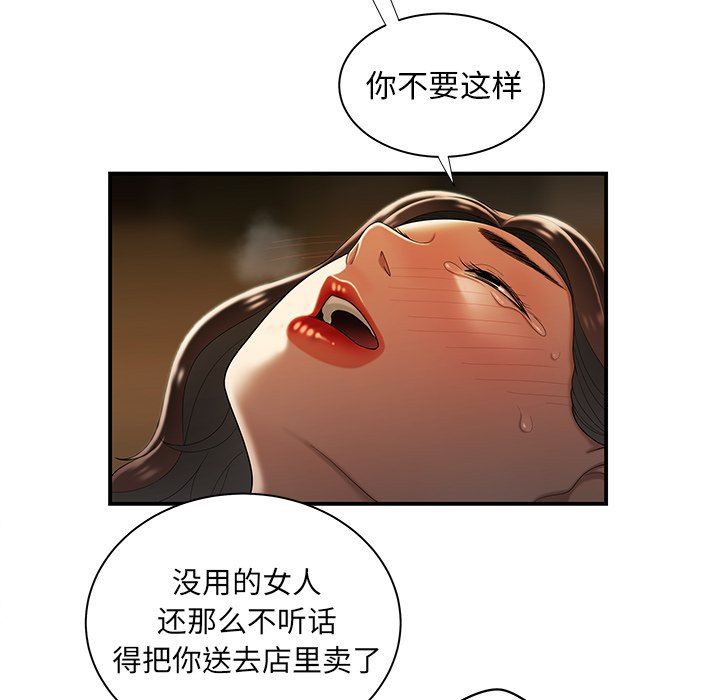 你不要这样
没用的女人
还那么不听话
得把你送去店里卖了